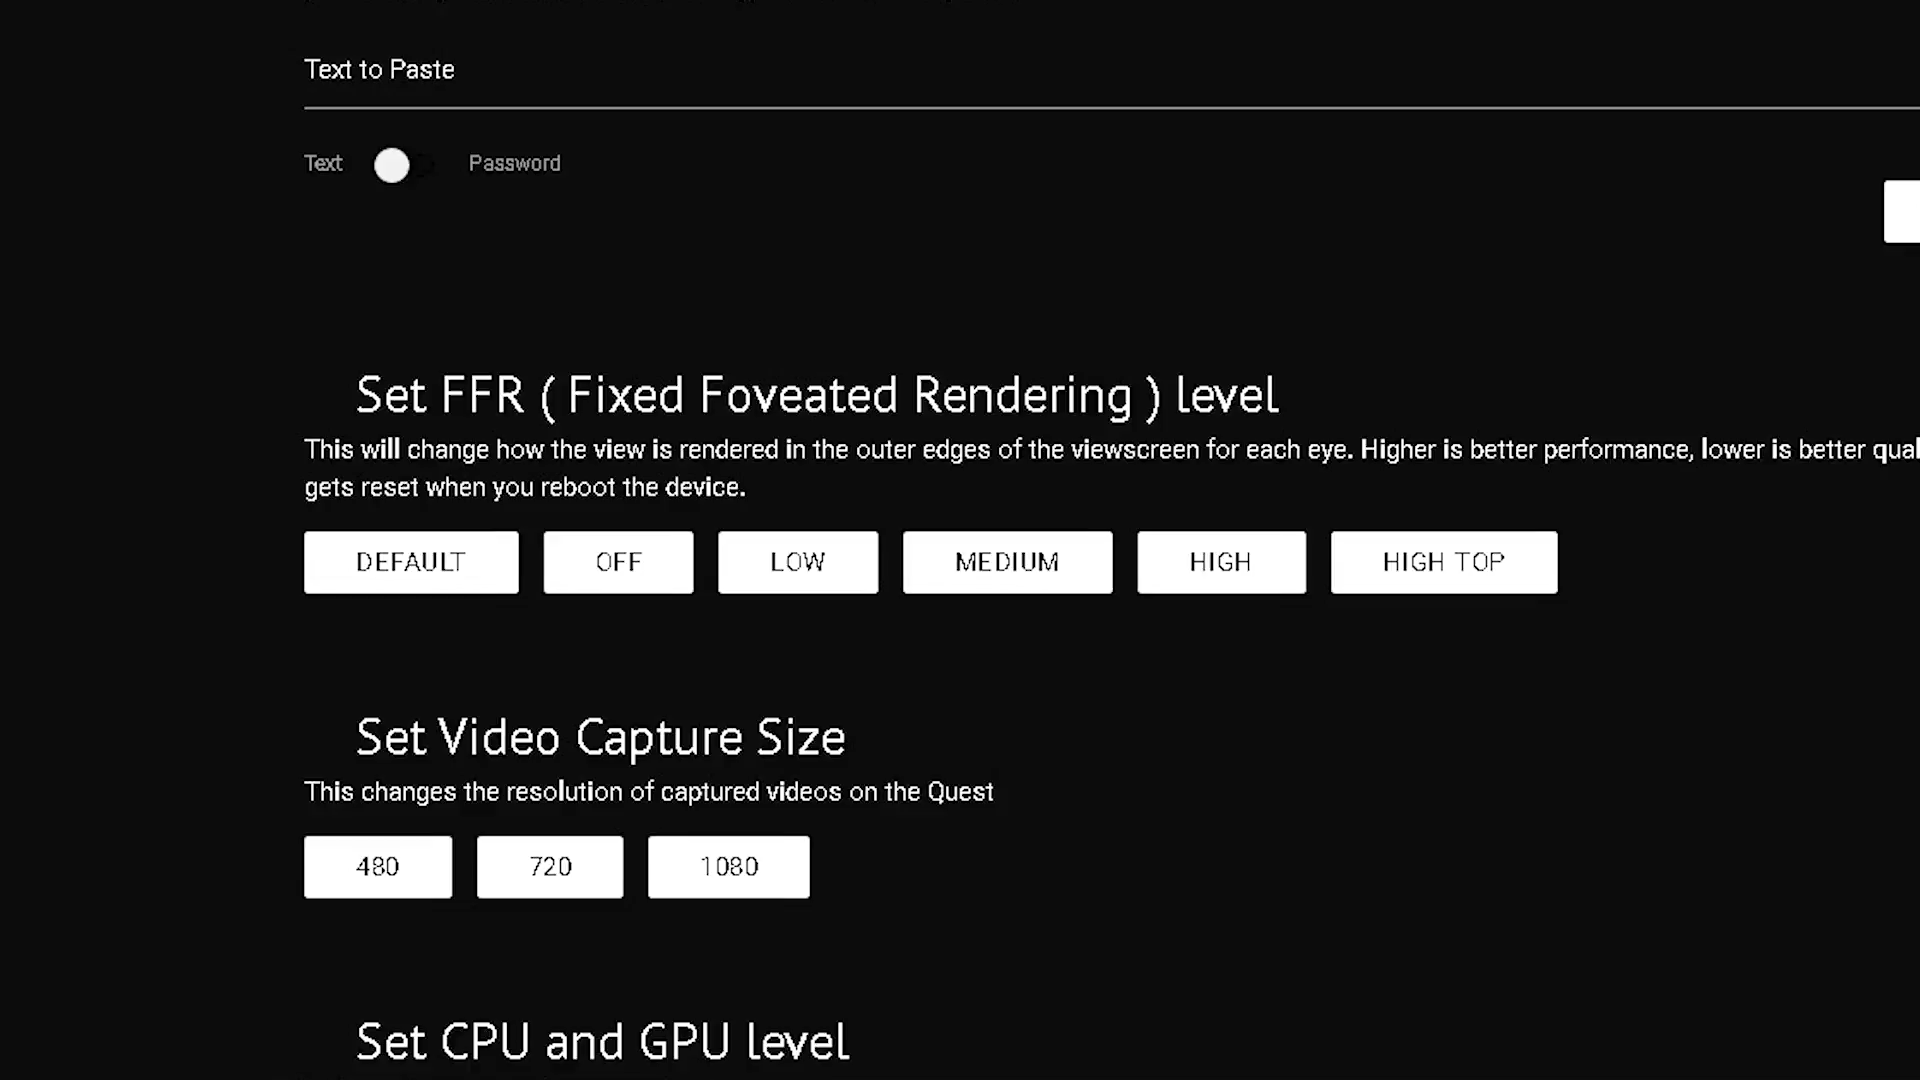 Text to Paste
Text Password
Set FFR ( Fixed Foveated Rendering ) level
This will change how the view is rendered in the outer edges of the viewscreen for each eye. Higher is better performance, lower is better qual
gets reset when you reboot the device.
DEFAULT OFF LOW MEDIUM HIGH HIGH TOP
Set Video Capture Size
This changes the resolution of captured videos on the Quest
480 720 1080
Set CPU and GPU level